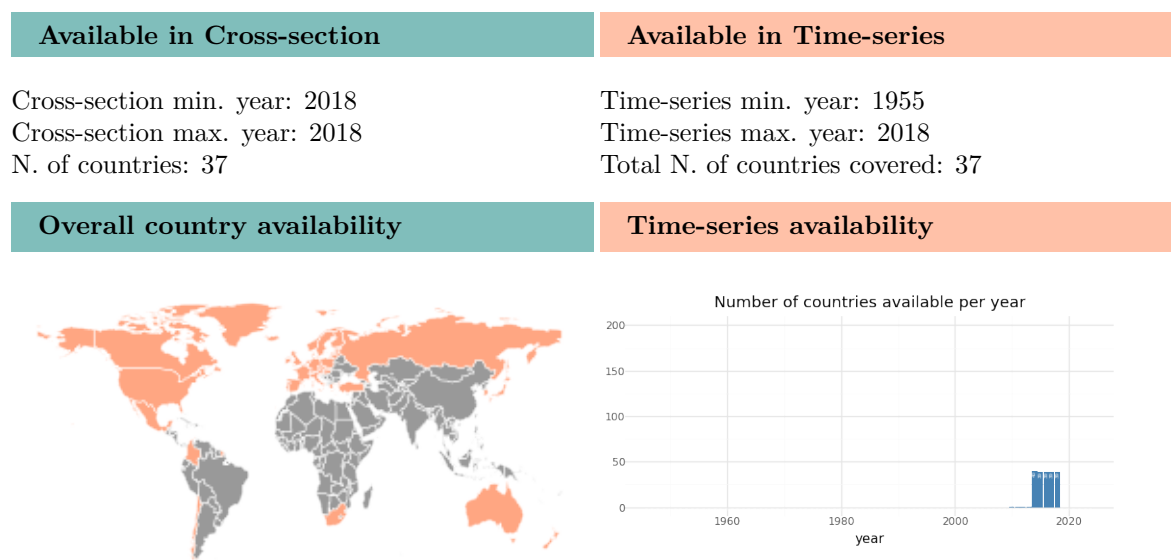 Available in Cross-section
Available in Time-series
Cross-section min. year: 2018
Cross-section max. year: 2018
N. of countries: 37
Time-series min. year: 1955
Time-series max. year: 2018
Total N. of countries covered: 37
Overall country availability
Time-series availability
Number of countries available per year
200
150
100
50
0
1960
1980
2000
2020
year